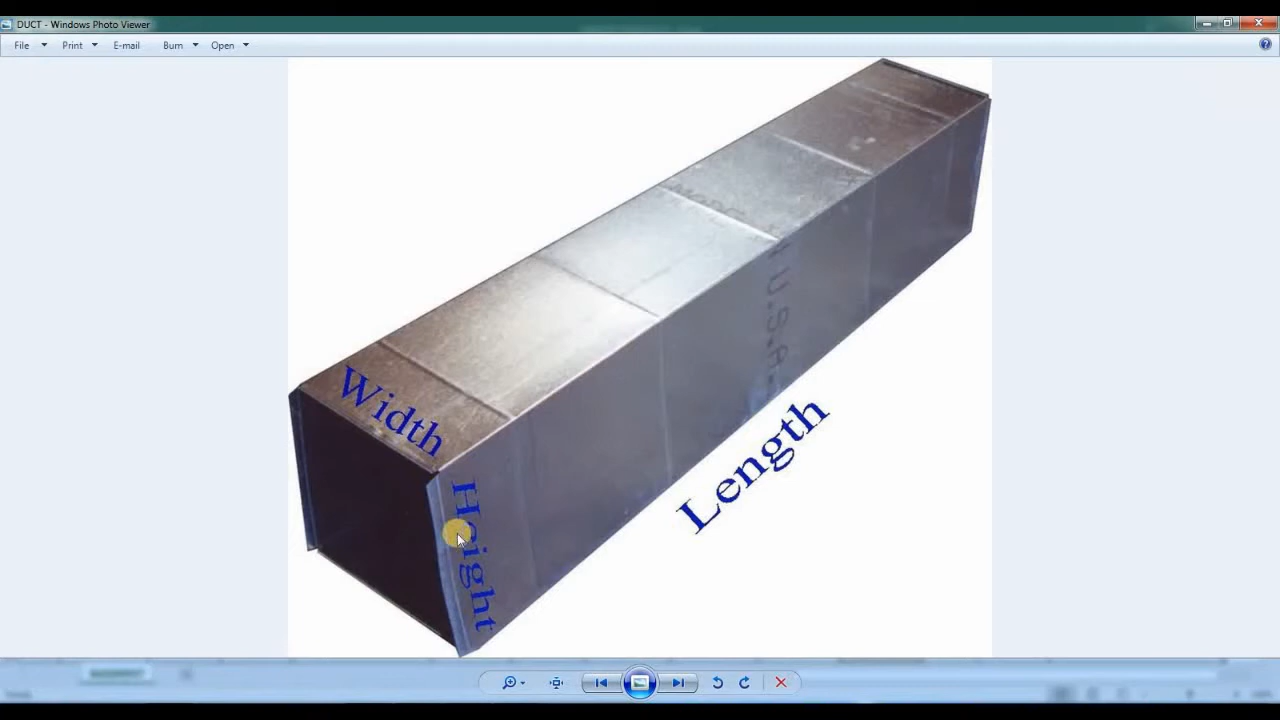 DUCT - Windows Photo Viewer
File Print E-mail Burn Open
Width
Height
Length
U.S.A.